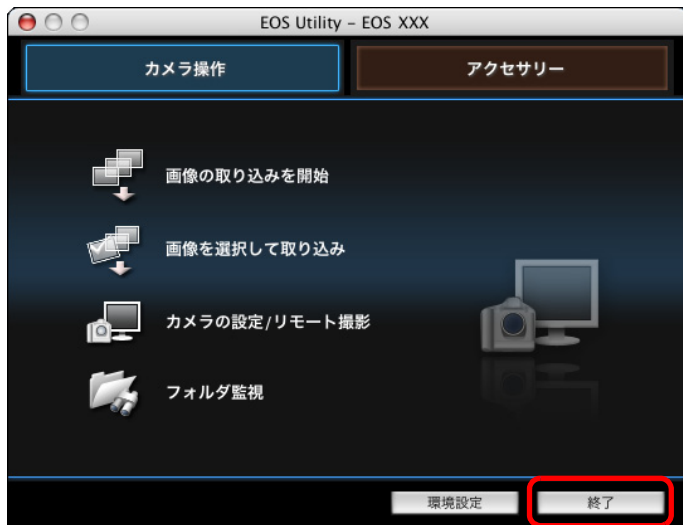 EOS Utility – EOS XXX
カメラ操作
アクセサリー
画像の取り込みを開始
画像を選択して取り込み
カメラの設定/リモート撮影
フォルダ監視
環境設定
終了